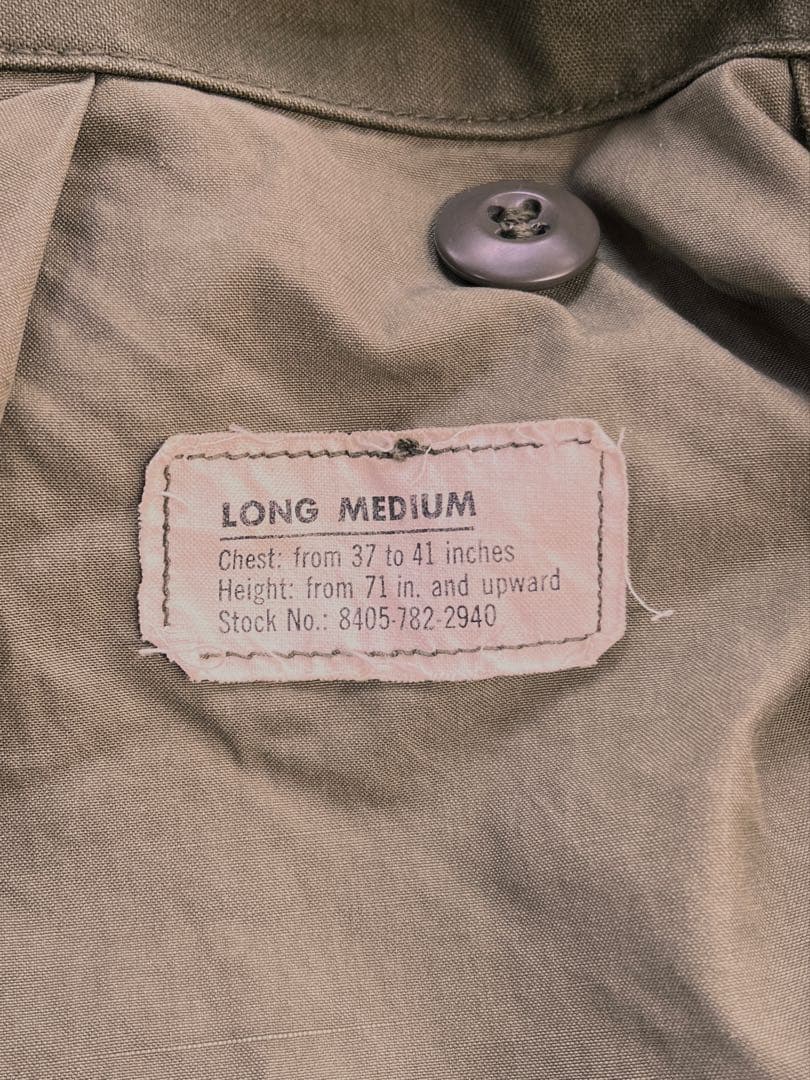 LONG MEDIUM
Chest: from 37 to 41 inches
Height: from 71 in. and upward
Stock No.: 8405-782-2940